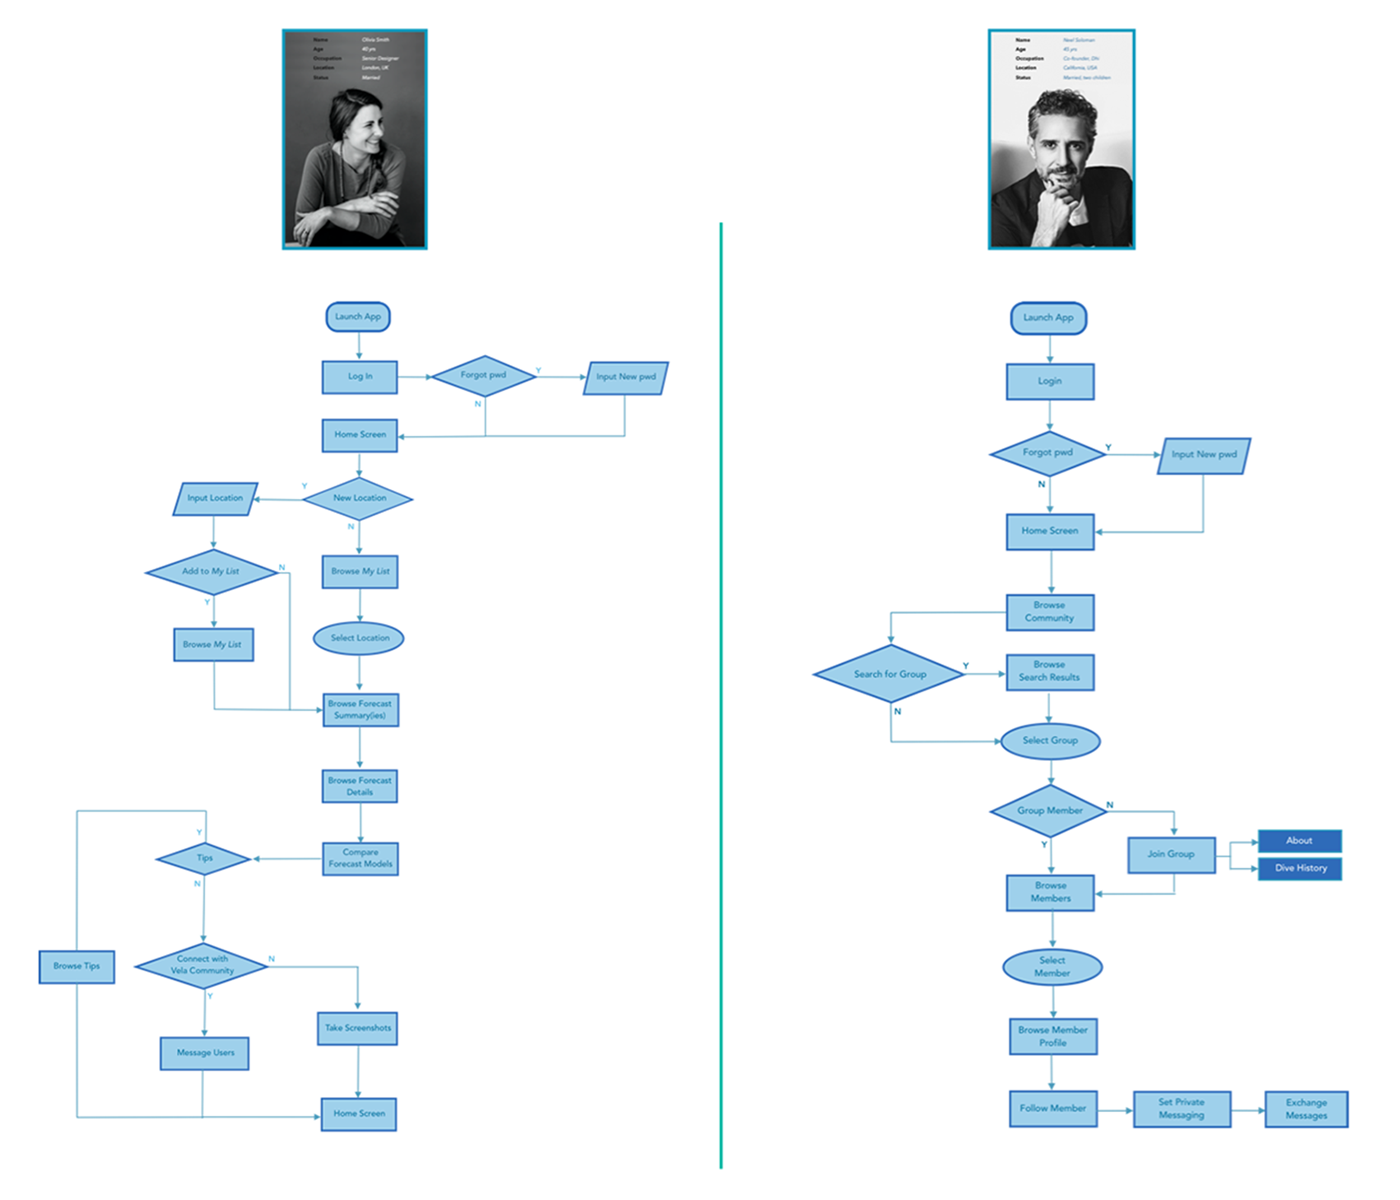 Name Olivia Smith
Age 40 yrs
Occupation Senior Designer
Location London, UK
Status Married
Launch App
Log In
Forgot pwd
Y
Input New pwd
N
Home Screen
New Location
Y
Input Location
N
Add to My List
N
Browse My List
Y
Browse My List
Select Location
Browse Forecast
Summary(ies)
Browse Forecast
Details
Compare
Forecast Models
Tips
Y
N
Browse Tips
Connect with
Vela Community
N
Y
Take Screenshots
Message Users
Home Screen
Name Neel Soloman
Age 40 yrs
Occupation Co-founder,
Location California, USA
Status Married, two children
Launch App
Login
Forgot pwd
Y
Input New pwd
N
Home Screen
Browse
Community
Search for Group
Y
Browse
Search Results
N
Select Group
Group Member
N
Y
Join Group
About
Dive History
Browse
Members
Select
Member
Browse Member
Profile
Follow Member
Set Private
Messaging
Exchange
Messages